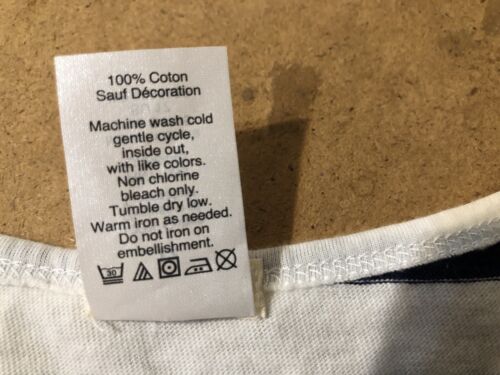 100% Coton
Sauf Décoration
Machine wash cold
gentle cycle,
inside out,
with like colors.
Non chlorine
bleach only.
Tumble dry low.
Warm iron as needed.
Do not iron on
embellishment.
30